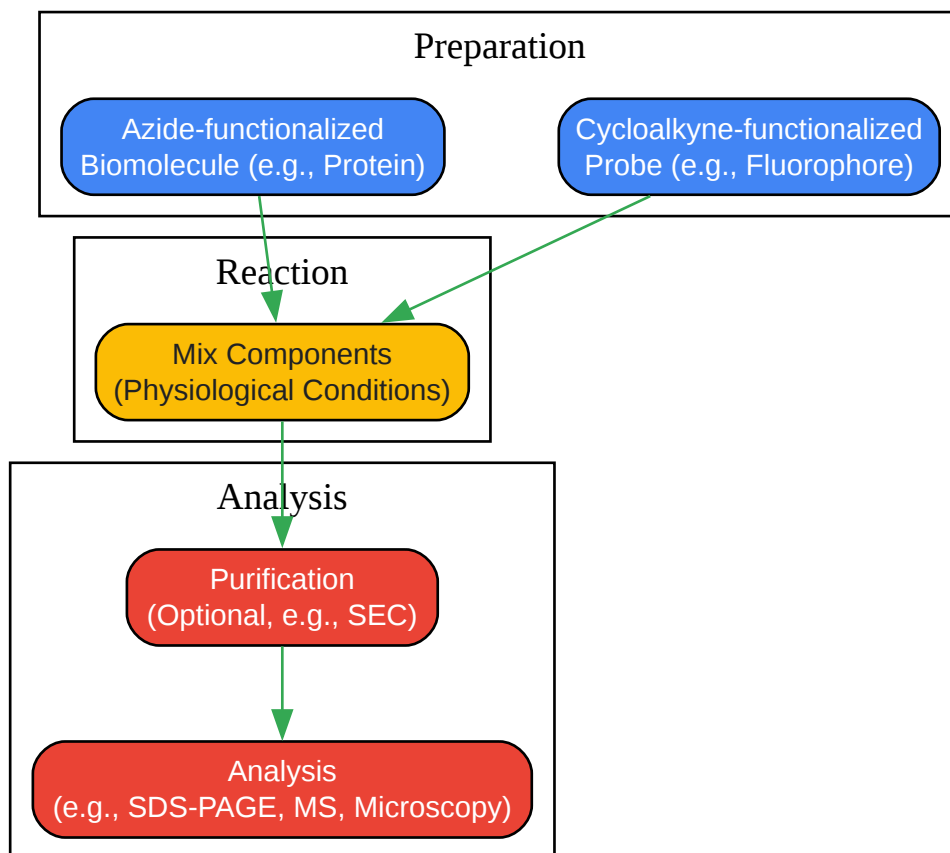 Preparation
Azide-functionalized
Biomolecule (e.g., Protein)
Cycloalkyne-functionalized
Probe (e.g., Fluorophore)
Reaction
Mix Components
(Physiological Conditions)
Analysis
Purification
(Optional, e.g., SEC)
Analysis
(e.g., SDS-PAGE, MS, Microscopy)